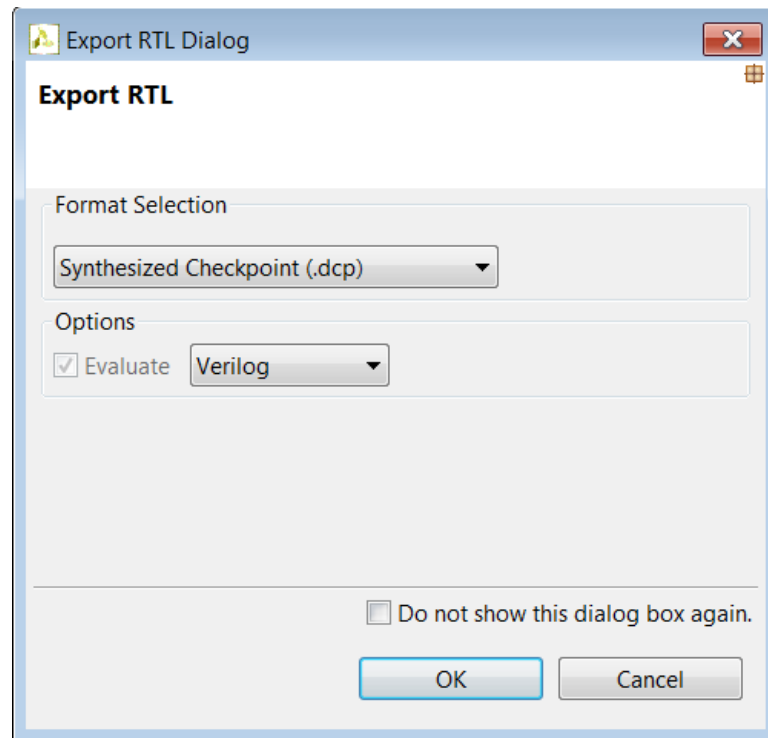 Export RTL Dialog
Export RTL
Format Selection
Synthesized Checkpoint (.dcp)
Options
Evaluate Verilog
Do not show this dialog box again.
OK Cancel